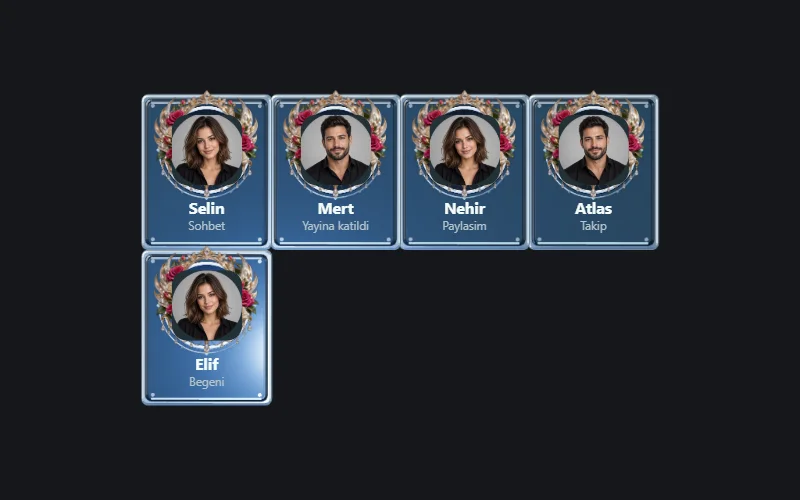 Selin
Sohbet
Mert
Yayina katildi
Nehir
Paylasim
Atlas
Takip
Elif
Begeni